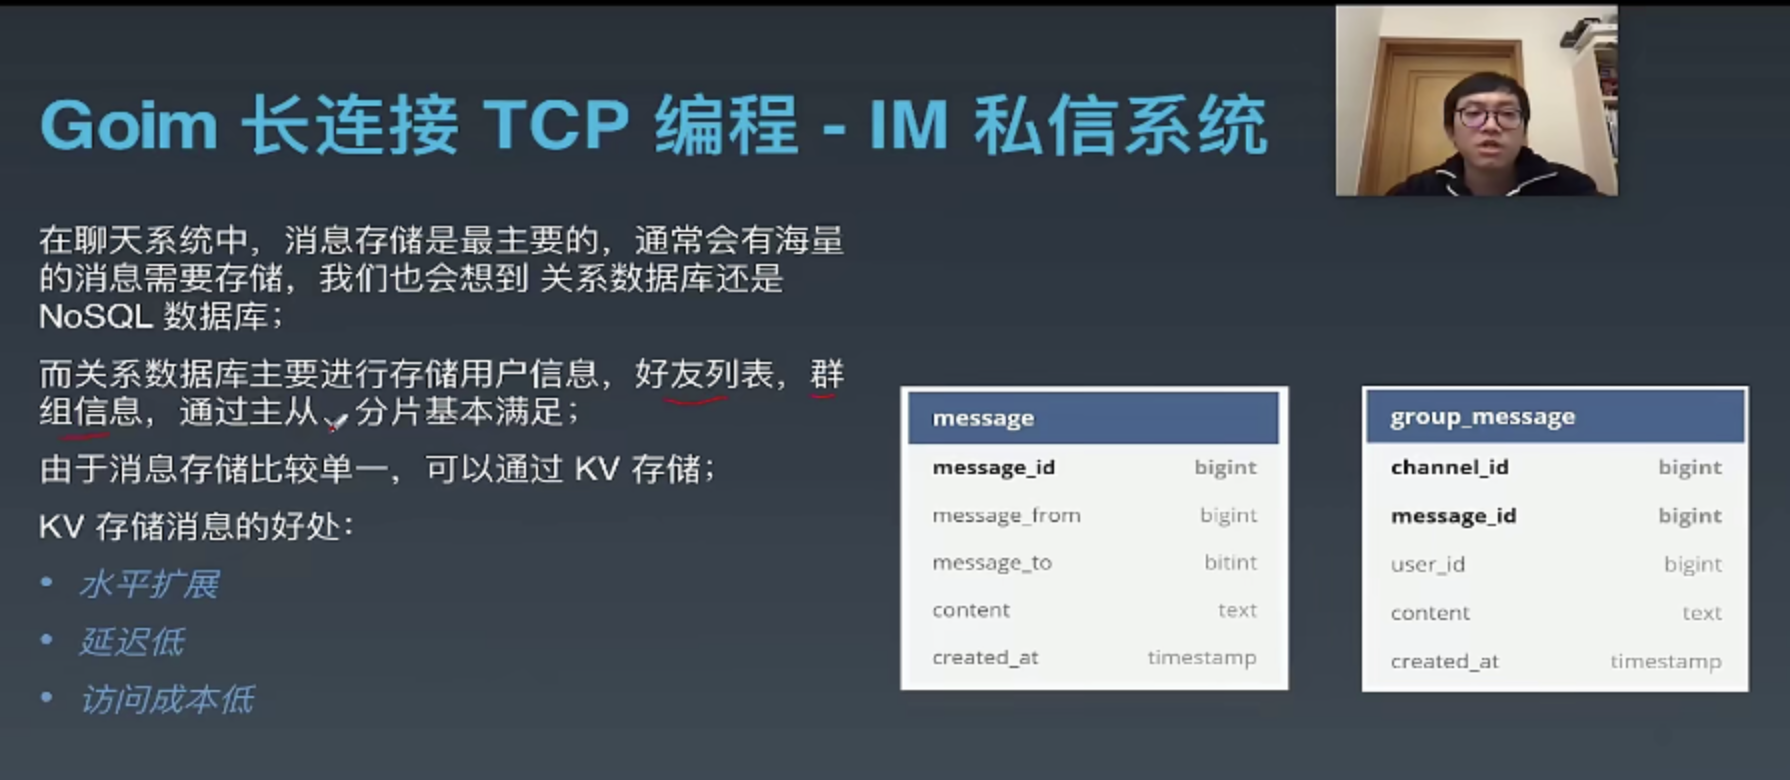 Goim 长连接 TCP 编程 - IM 私信系统
在聊天系统中，消息存储是最主要的，通常会有海量
的消息需要存储，我们也会想到 关系数据库还是
NoSQL 数据库；
而关系数据库主要进行存储用户信息，好友列表，群
组信息，通过主从、分片基本满足；
由于消息存储比较单一，可以通过 KV 存储；
KV 存储消息的好处：
• 水平扩展
• 延迟低
• 访问成本低
message
message_id bigint
message_from bigint
message_to bitint
content text
created_at timestamp
group_message
channel_id bigint
message_id bigint
user_id bigint
content text
created_at timestamp